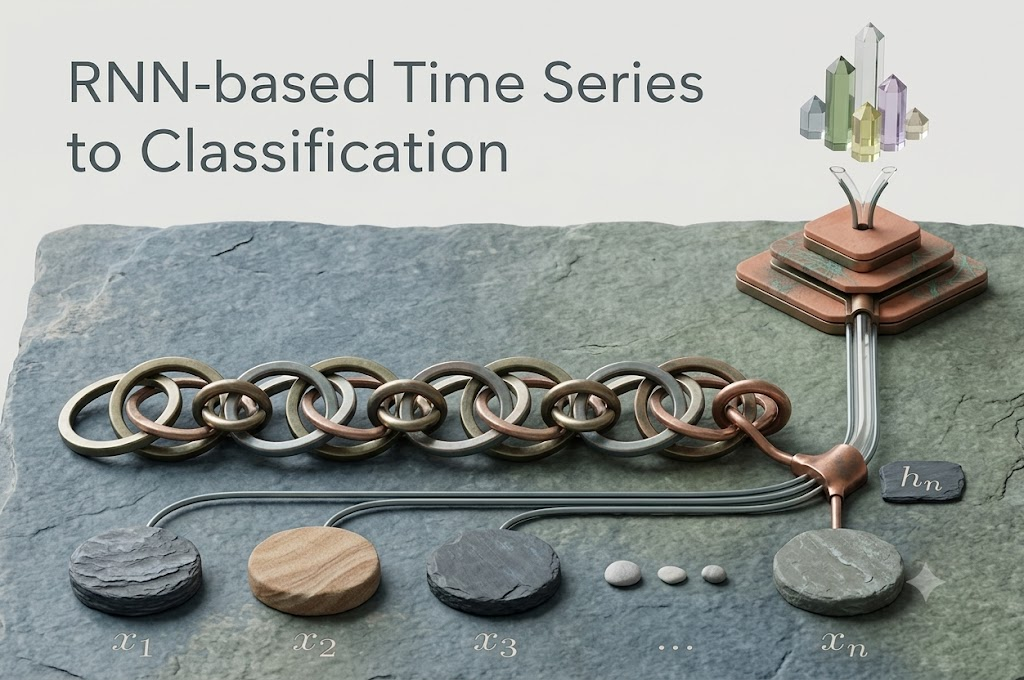 RNN-based Time Series
to Classification
hₙ
x₁ x₂ x₃ ... xₙ